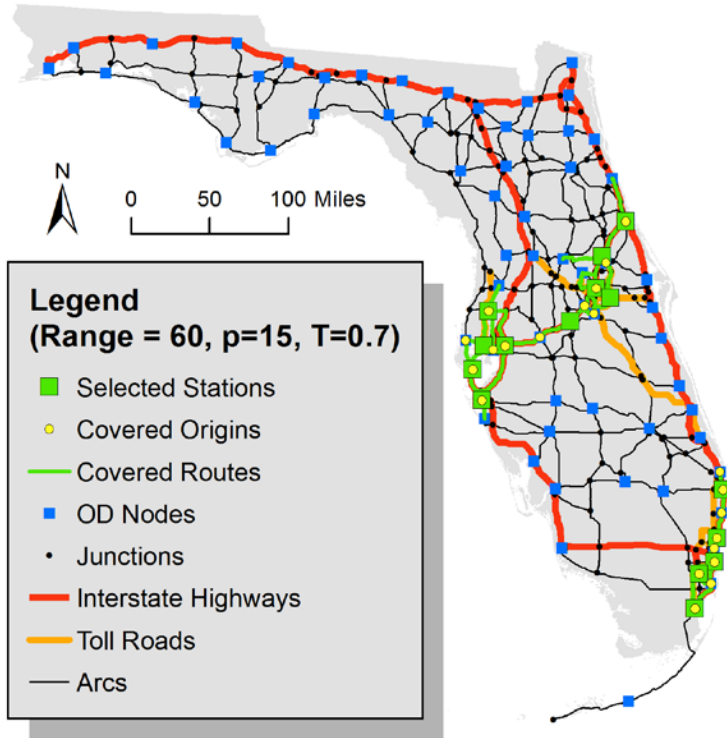 N
0 50 100 Miles
Legend
(Range = 60, p=15, T=0.7)
Selected Stations
Covered Origins
Covered Routes
OD Nodes
Junctions
Interstate Highways
Toll Roads
Arcs